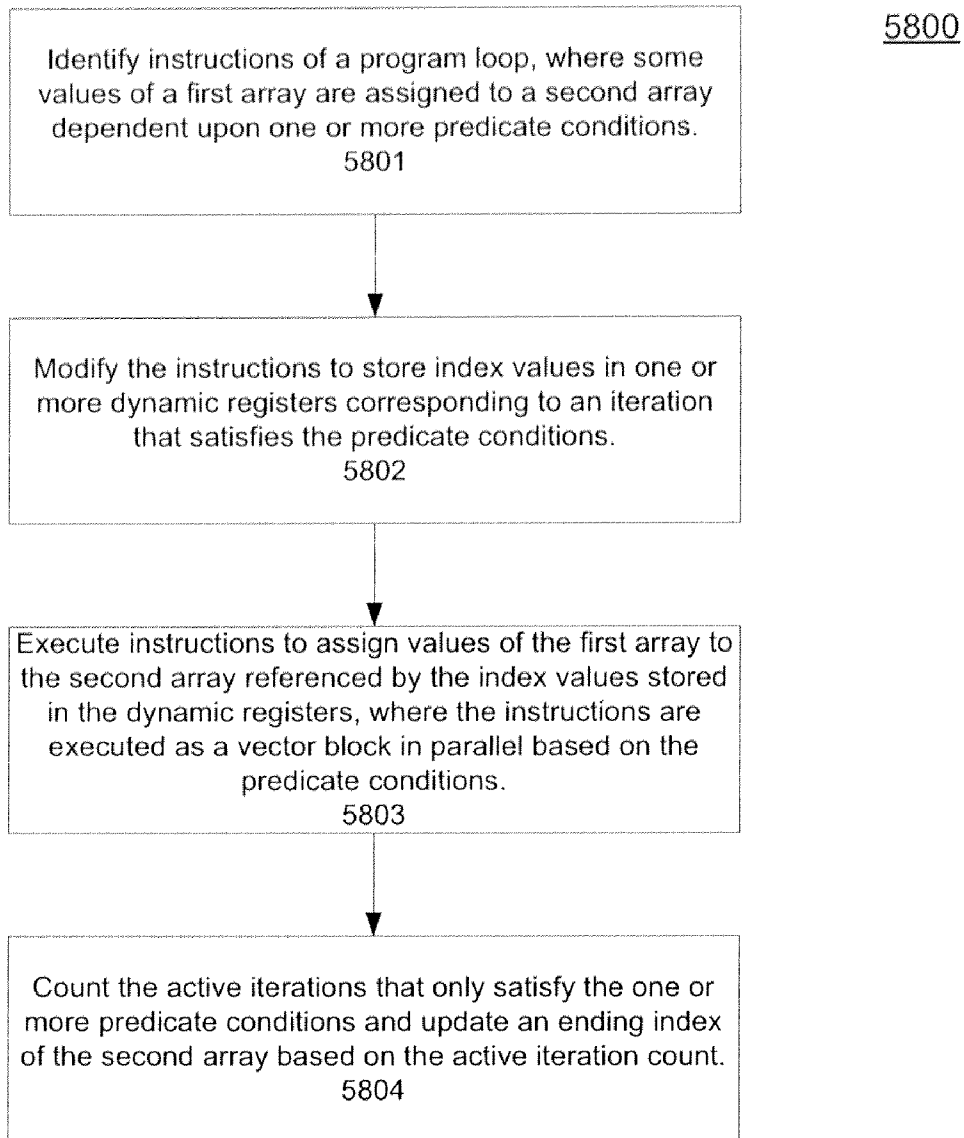 5800
Identify instructions of a program loop, where some
values of a first array are assigned to a second array
dependent upon one or more predicate conditions.
5801
Modify the instructions to store index values in one or
more dynamic registers corresponding to an iteration
that satisfies the predicate conditions.
5802
Execute instructions to assign values of the first array to
the second array referenced by the index values stored
in the dynamic registers, where the instructions are
executed as a vector block in parallel based on the
predicate conditions.
5803
Count the active iterations that only satisfy the one or
more predicate conditions and update an ending index
of the second array based on the active iteration count.
5804